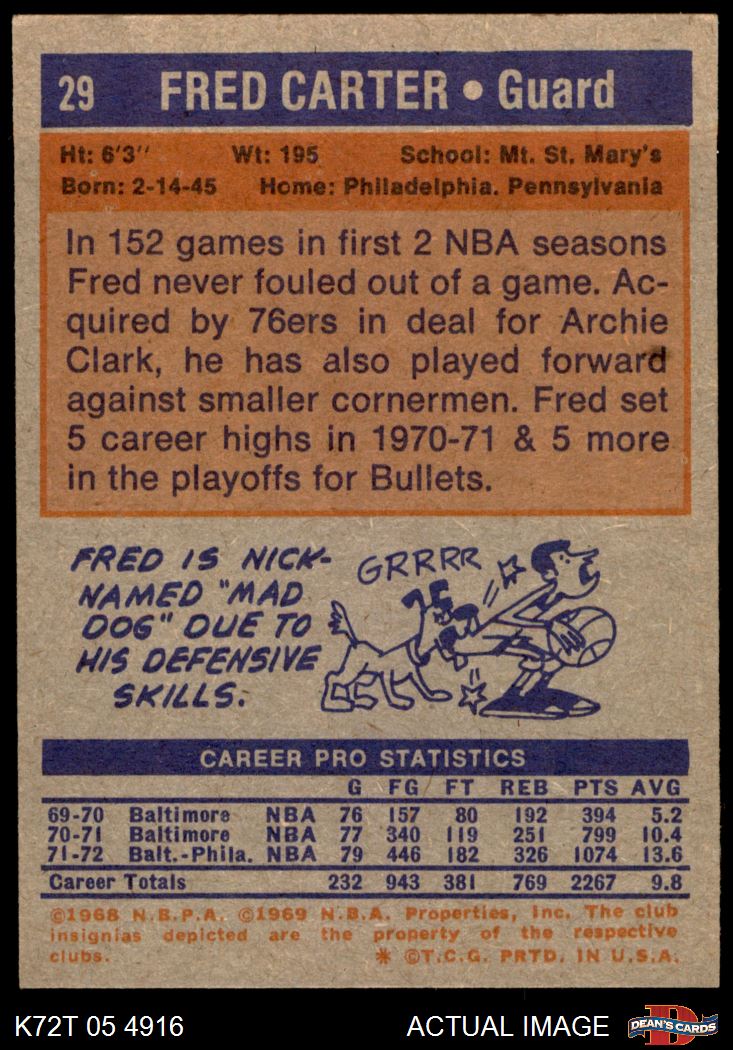 29 FRED CARTER • Guard
Ht: 6'3'' Wt: 195 School: Mt. St. Mary's
Born: 2-14-45 Home: Philadelphia. Pennsylvania
In 152 games in first 2 NBA seasons
Fred never fouled out of a game. Ac-
quired by 76ers in deal for Archie
Clark, he has also played forward
against smaller cornermen. Fred set
5 career highs in 1970-71 & 5 more
in the playoffs for Bullets.
FRED IS NICK-
NAMED "MAD
DOG" DUE TO
HIS DEFENSIVE
SKILLS.
GRRRR
CAREER PRO STATISTICS
G FG FT REB PTS AVG
69-70 Baltimore NBA 76 157 80 192 394 5.2
70-71 Baltimore NBA 77 340 119 251 799 10.4
71-72 Balt.-Phila. NBA 79 446 182 326 1074 13.6
Career Totals 232 943 381 769 2267 9.8
©1968 N.B.P.A. ©1969 N.B.A. Properties, Inc. The club
insignias depicted are the property of the respective
clubs. * ©T.C.G. PRTD. IN U.S.A.
K72T 05 4916 ACTUAL IMAGE
D
DEAN'S CARDS